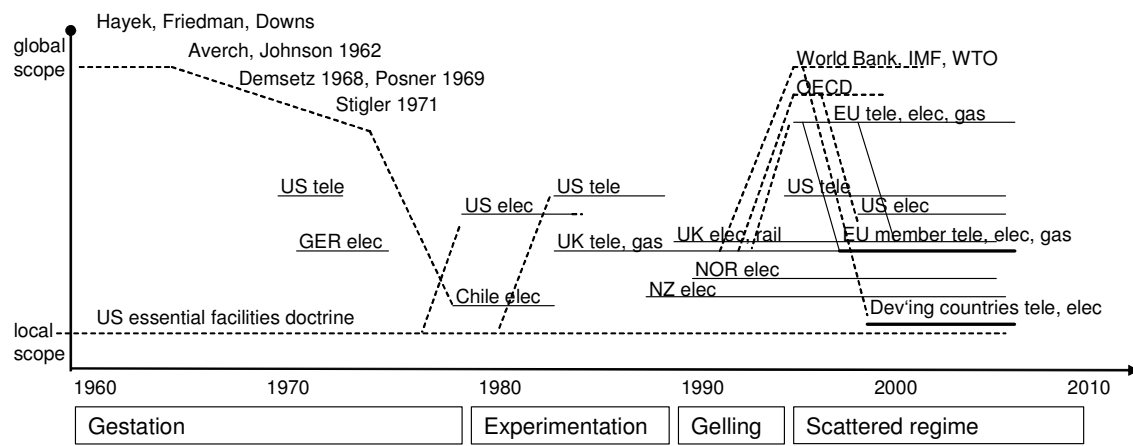 Hayek, Friedman, Downs
global
scope
Averch, Johnson 1962
World Bank, IMF, WTO
Demsetz 1968, Posner 1969
OECD
Stigler 1971
EU tele, elec, gas
US tele
US tele
US tele
US elec
US elec
GER elec
UK tele, gas
UK elec, rail
EU member tele, elec, gas
NOR elec
Chile elec
NZ elec
Dev'ing countries tele, elec
US essential facilities doctrine
local
scope
1960 1970 1980 1990 2000 2010
Gestation Experimentation Gelling Scattered regime